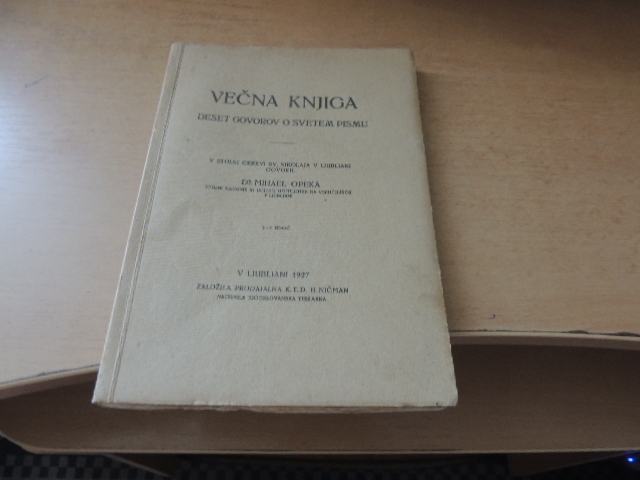 VEČNA KNJIGA
DESET GOVOROV O SVETEM PISMU
V STOLNI CERKVI SV. NIKOLAJA V LJUBLJANI
GOVORIL
DR MIHAEL OPEKA
V LJUBLJANI
V LJUBLJANI 1927
ZALOŽILA PRODAJALNA K.T.D. H. NIČMAN
NATISNILA JUGOSLOVANSKA TISKARNA